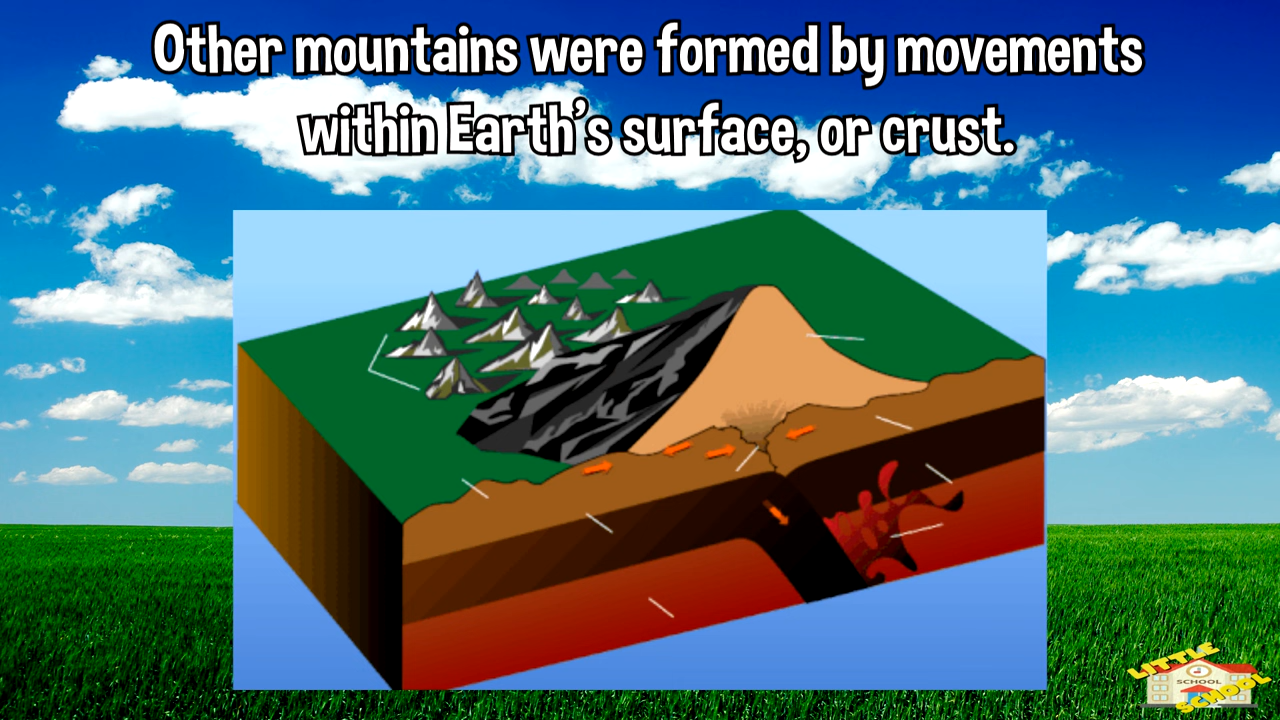 Other mountains were formed by movements
within Earth's surface, or crust.
LITTLE
SCHOOL
SCHOOL